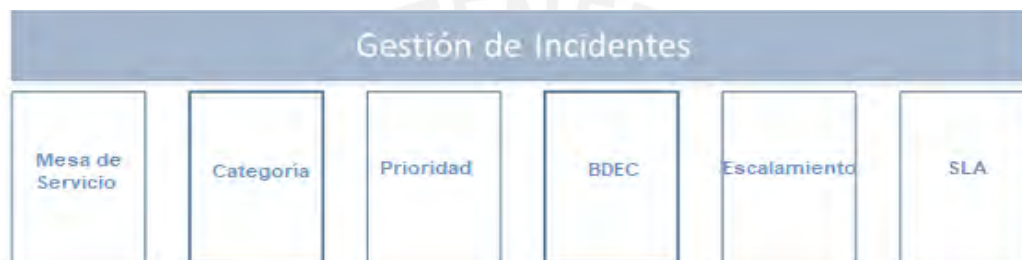 Gestión de Incidentes
Mesa de
Servicio
Categoría
Prioridad
BDEC
Escalamiento
SLA